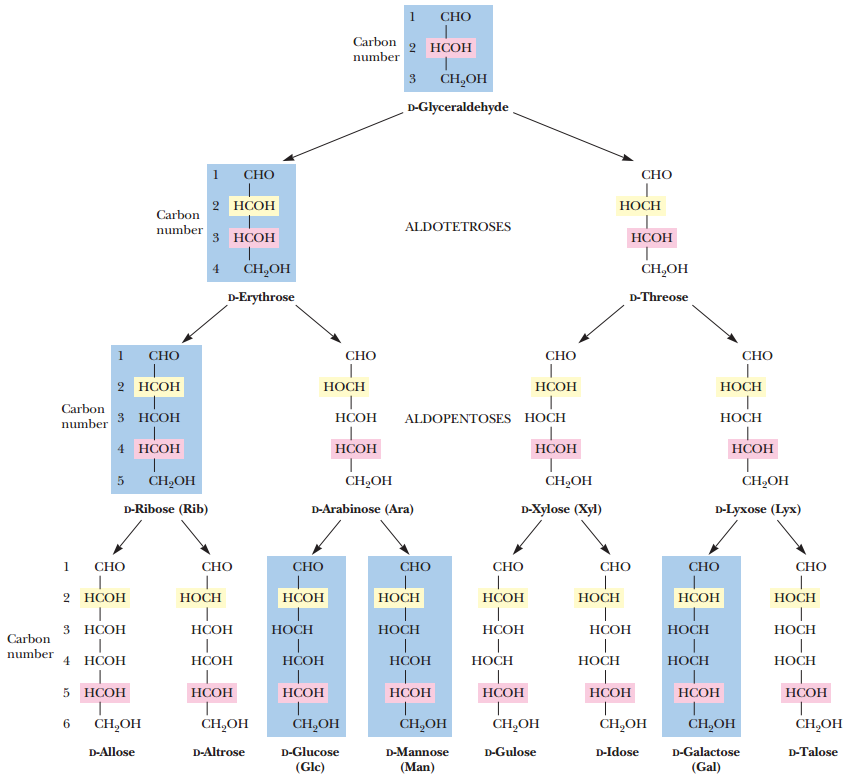 1 CHO
Carbon number 2 HCOH
3 CH₂OH
D-Glyceraldehyde
1 CHO CHO
Carbon number 2 HCOH HOCH
ALDOTETROSES
3 HCOH HCOH
4 CH₂OH CH₂OH
D-Erythrose D-Threose
1 CHO CHO CHO CHO
2 HCOH HOCH HCOH HOCH
Carbon number 3 HCOH HCOH ALDOPENTOSES HOCH HOCH
4 HCOH HCOH HCOH HCOH
5 CH₂OH CH₂OH CH₂OH CH₂OH
D-Ribose (Rib) D-Arabinose (Ara) D-Xylose (Xyl) D-Lyxose (Lyx)
1 CHO CHO CHO CHO CHO CHO CHO CHO
2 HCOH HOCH HCOH HOCH HCOH HOCH HCOH HOCH
Carbon number 3 HCOH HCOH HOCH HOCH HCOH HCOH HOCH HOCH
4 HCOH HCOH HCOH HCOH HOCH HOCH HOCH HOCH
5 HCOH HCOH HCOH HCOH HCOH HCOH HCOH HCOH
6 CH₂OH CH₂OH CH₂OH CH₂OH CH₂OH CH₂OH CH₂OH CH₂OH
D-Allose D-Altrose D-Glucose D-Mannose D-Gulose D-Idose D-Galactose D-Talose
(Glc) (Man) (Gal)